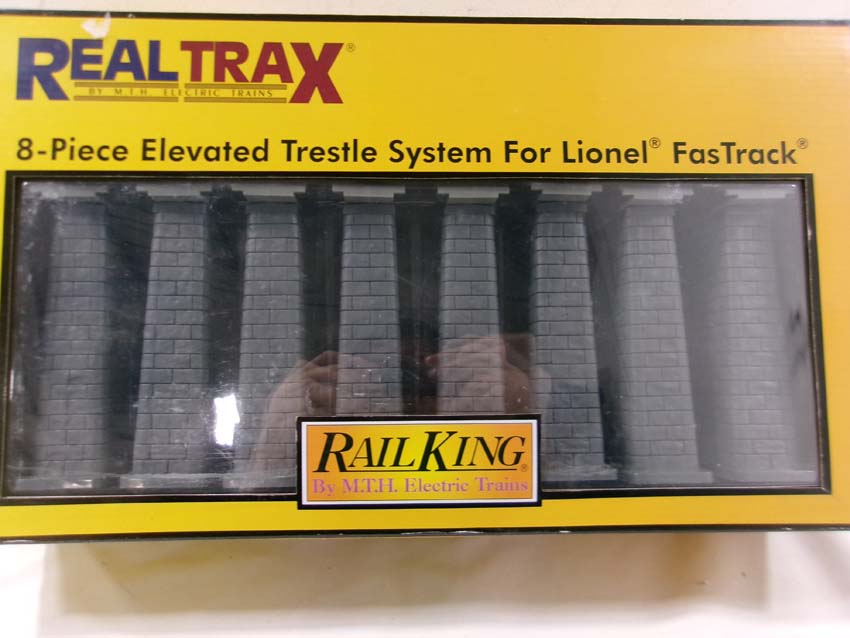 REALTRAX®
BY M.T.H. ELECTRIC TRAINS
8-Piece Elevated Trestle System For Lionel® FasTrack®
RAILKING®
By M.T.H. Electric Trains